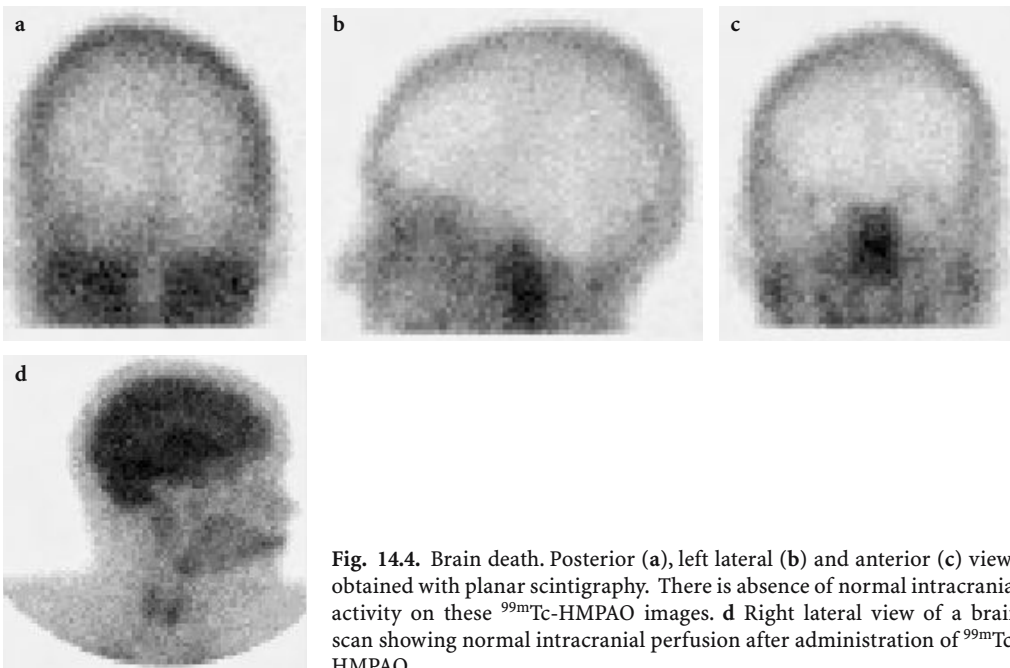 a
b
c
d
Fig. 14.4. Brain death. Posterior (a), left lateral (b) and anterior (c) view
obtained with planar scintigraphy. There is absence of normal intracrania
activity on these 99mTc-HMPAO images. d Right lateral view of a brain
scan showing normal intracranial perfusion after administration of 99mTc
HMPAO